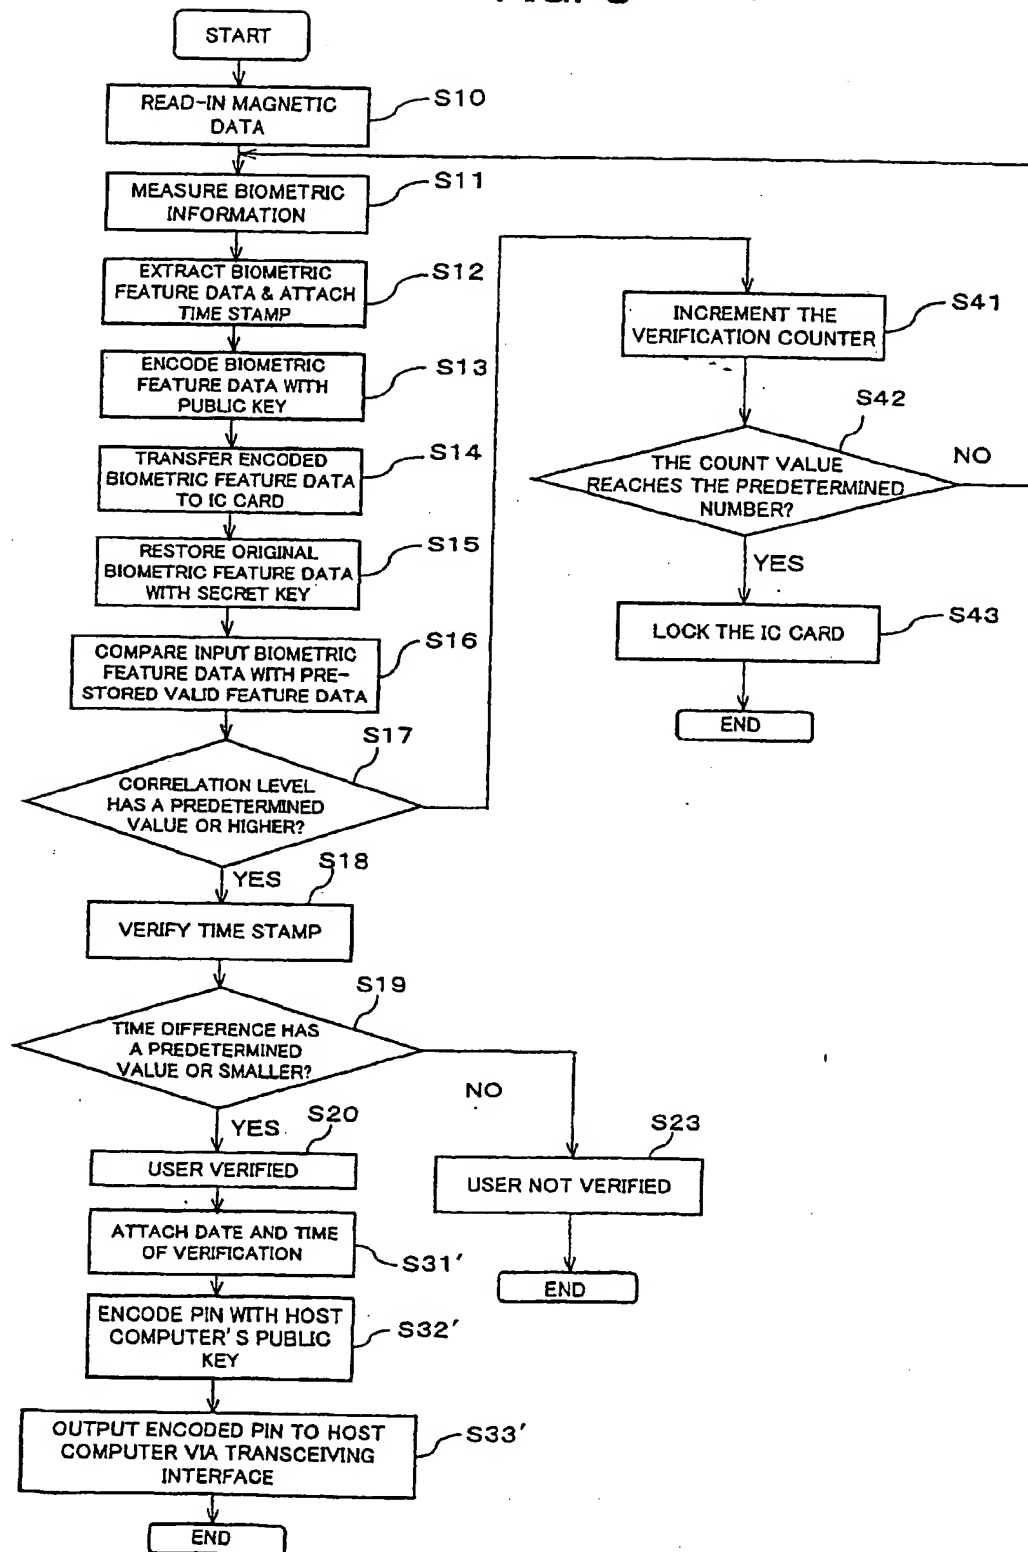 START
READ-IN MAGNETIC
DATA
S10
MEASURE BIOMETRIC
INFORMATION
S11
EXTRACT BIOMETRIC
FEATURE DATA & ATTACH
TIME STAMP
S12
ENCODE BIOMETRIC
FEATURE DATA WITH
PUBLIC KEY
S13
TRANSFER ENCODED
BIOMETRIC FEATURE DATA
TO IC CARD
S14
RESTORE ORIGINAL
BIOMETRIC FEATURE DATA
WITH SECRET KEY
S15
COMPARE INPUT BIOMETRIC
FEATURE DATA WITH PRE-
STORED VALID FEATURE DATA
S16
CORRELATION LEVEL
HAS A PREDETERMINED
VALUE OR HIGHER?
S17
YES
VERIFY TIME STAMP
S18
TIME DIFFERENCE HAS
A PREDETERMINED
VALUE OR SMALLER?
S19
NO
YES
USER VERIFIED
S20
USER NOT VERIFIED
S23
END
ATTACH DATE AND TIME
OF VERIFICATION
S31'
ENCODE PIN WITH HOST
COMPUTER'S PUBLIC
KEY
S32'
OUTPUT ENCODED PIN TO HOST
COMPUTER VIA TRANSCEIVING
INTERFACE
S33'
END
INCREMENT THE
VERIFICATION COUNTER
S41
THE COUNT VALUE
REACHES THE PREDETERMINED
NUMBER?
S42
NO
YES
LOCK THE IC CARD
S43
END